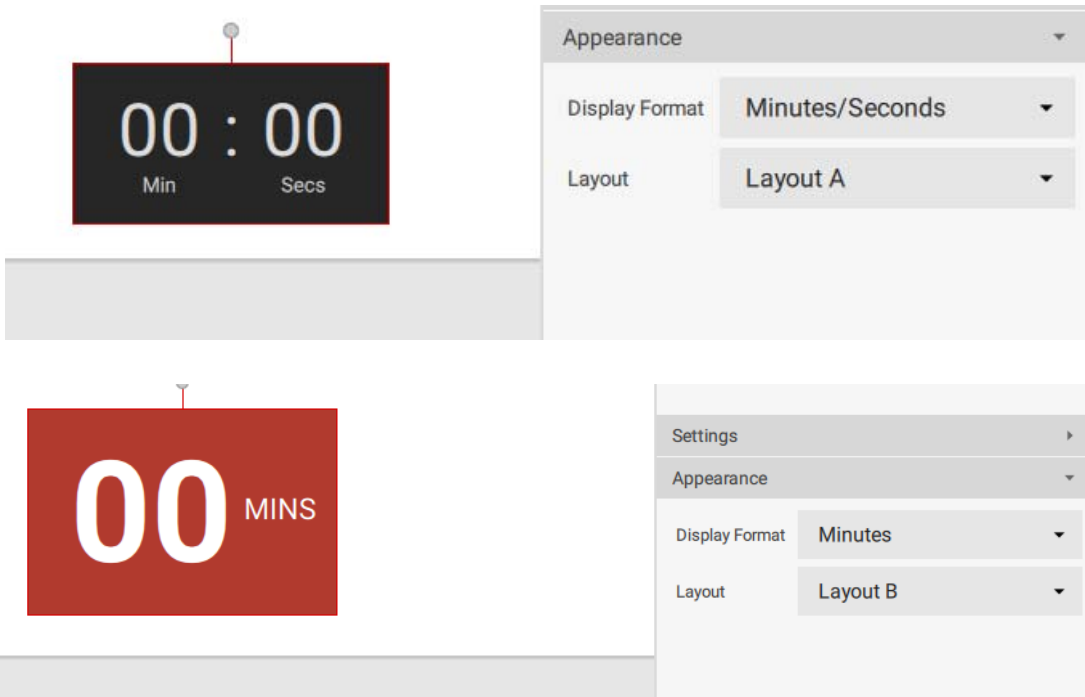 Appearance
00 : 00
Min Secs
Display Format Minutes/Seconds
Layout Layout A
Settings
Appearance
00 MINS
Display Format Minutes
Layout Layout B